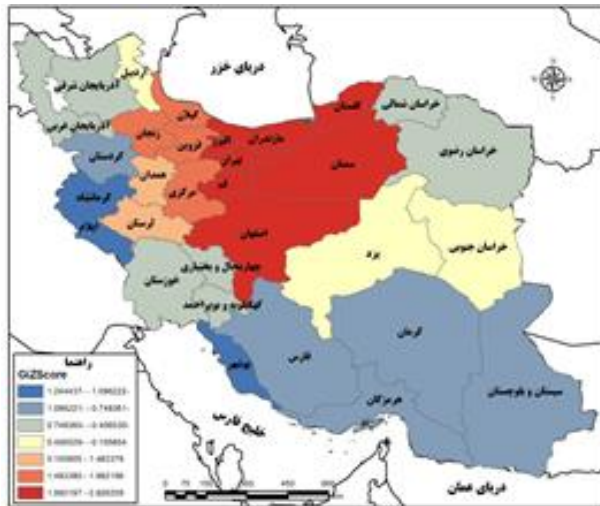 دریای خزر
اردبیل
آذربایجان شرقی
آذربایجان غربی
گیلان
زنجان
کردستان
قزوین
البرز
مازندران
گلستان
خراسان شمالی
خراسان رضوی
تهران
سمنان
همدان
قم
مرکزی
کرمانشاه
ایلام
لرستان
اصفهان
خراسان جنوبی
یزد
چهارمحال و بختیاری
خوزستان
کهگیلویه و بویراحمد
کرمان
فارس
بوشهر
سیستان و بلوچستان
هرمزگان
خلیج فارس
دریای عمان
راهنما
GiZScore